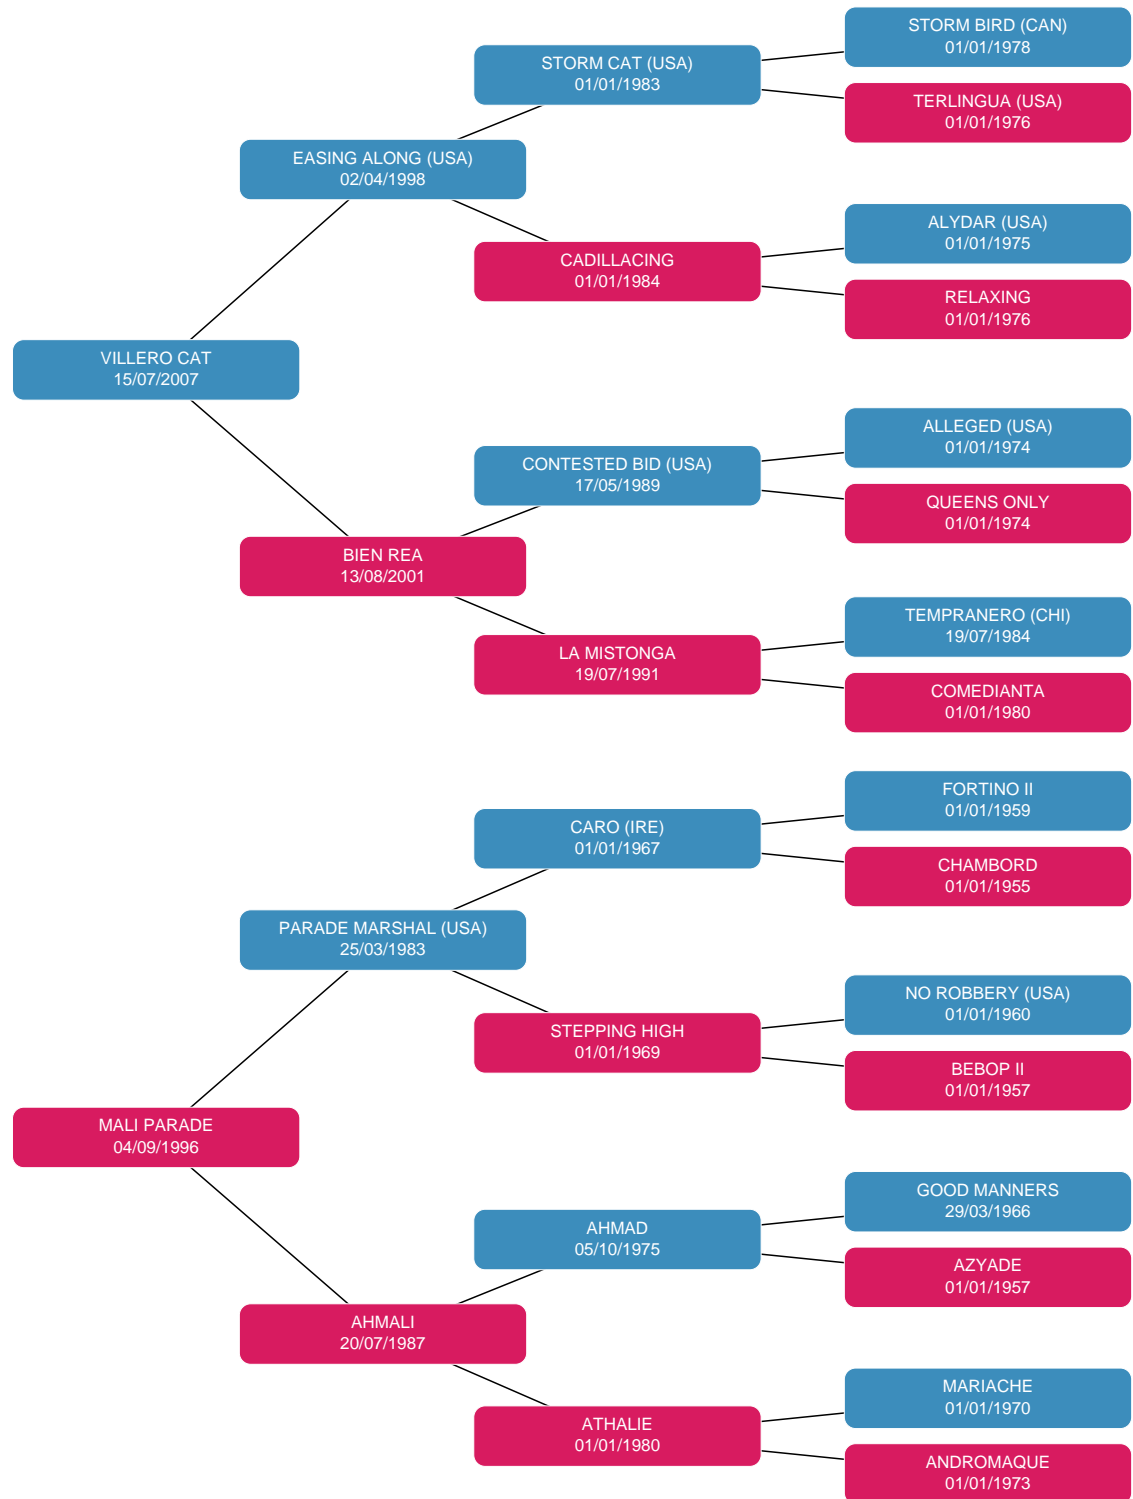 STORM BIRD (CAN)
01/01/1978
STORM CAT (USA)
01/01/1983
TERLINGUA (USA)
01/01/1976
EASING ALONG (USA)
02/04/1998
ALYDAR (USA)
01/01/1975
CADILLACING
01/01/1984
RELAXING
01/01/1976
VILLERO CAT
15/07/2007
ALLEGED (USA)
01/01/1974
CONTESTED BID (USA)
17/05/1989
QUEENS ONLY
01/01/1974
BIEN REA
13/08/2001
TEMPRANERO (CHI)
19/07/1984
LA MISTONGA
19/07/1991
COMEDIANTA
01/01/1980
FORTINO II
01/01/1959
CARO (IRE)
01/01/1967
CHAMBORD
01/01/1955
PARADE MARSHAL (USA)
25/03/1983
NO ROBBERY (USA)
01/01/1960
STEPPING HIGH
01/01/1969
BEBOP II
01/01/1957
MALI PARADE
04/09/1996
GOOD MANNERS
29/03/1966
AHMAD
05/10/1975
AZYADE
01/01/1957
AHMALI
20/07/1987
MARIACHE
01/01/1970
ATHALIE
01/01/1980
ANDROMAQUE
01/01/1973